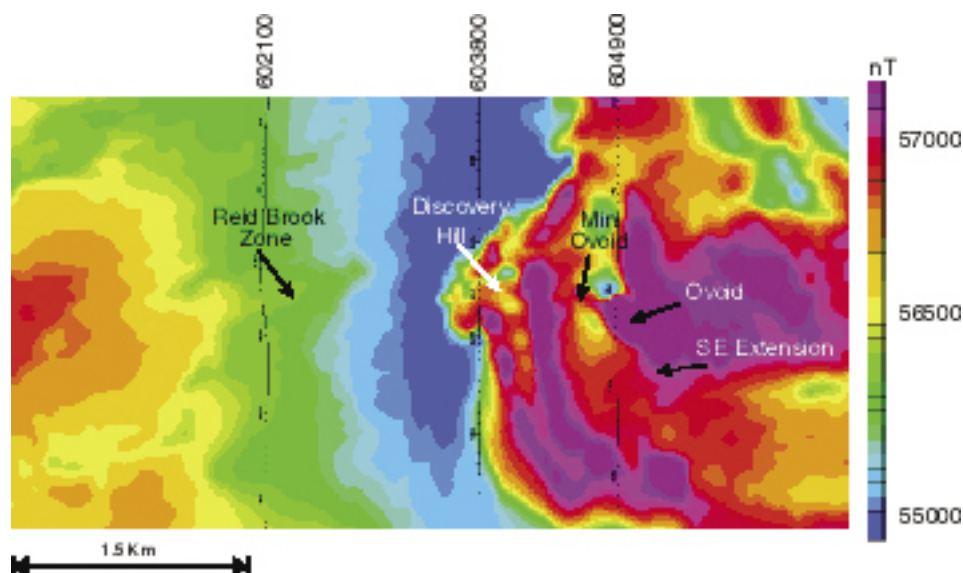 602100
603800
604900
nT
57000
56500
55000
Reid Brook
Zone
Discovery
Hill
Mini
Ovoid
Ovoid
SE Extension
1.5 Km